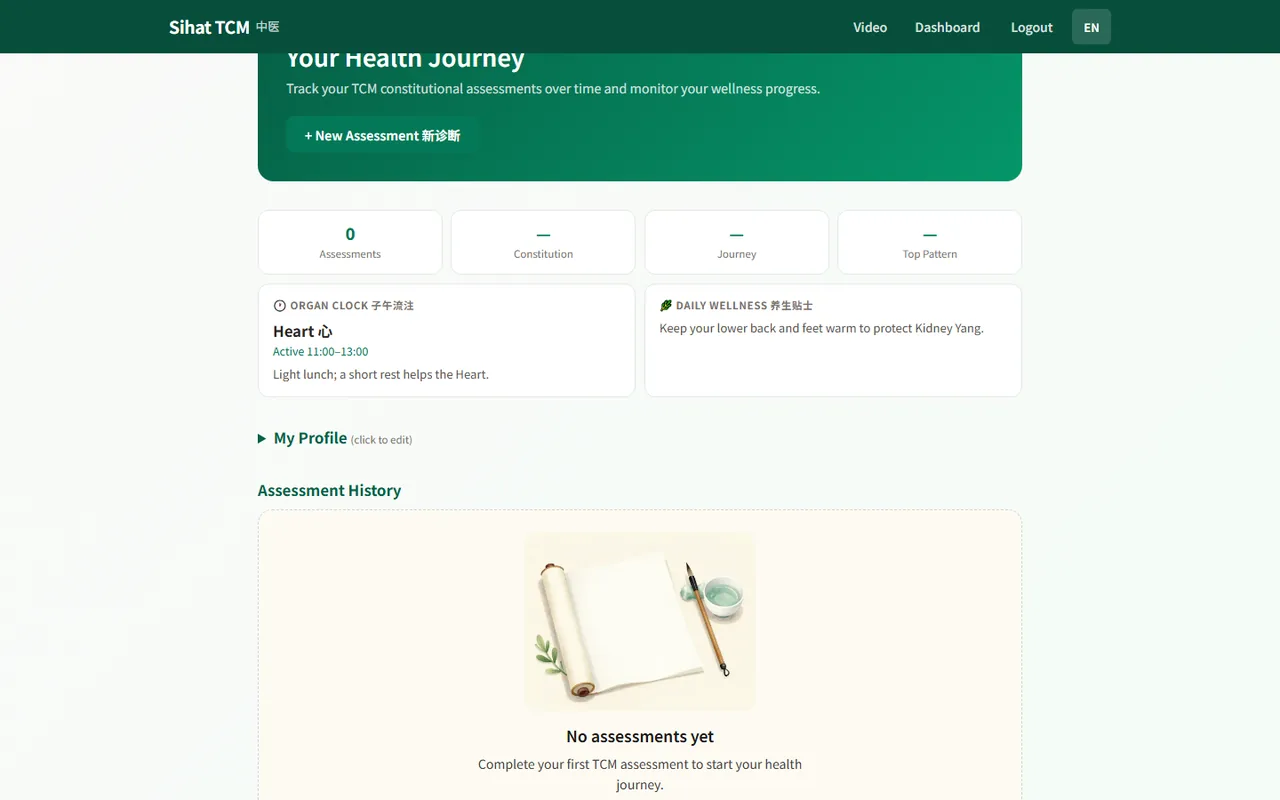 Sihat TCM 中医
Video
Dashboard
Logout
EN
Your Health Journey
Track your TCM constitutional assessments over time and monitor your wellness progress.
+ New Assessment 新诊断
0
Assessments
—
Constitution
—
Journey
—
Top Pattern
ORGAN CLOCK 子午流注
Heart 心
Active 11:00–13:00
Light lunch; a short rest helps the Heart.
DAILY WELLNESS 养生贴士
Keep your lower back and feet warm to protect Kidney Yang.
My Profile (click to edit)
Assessment History
No assessments yet
Complete your first TCM assessment to start your health
journey.